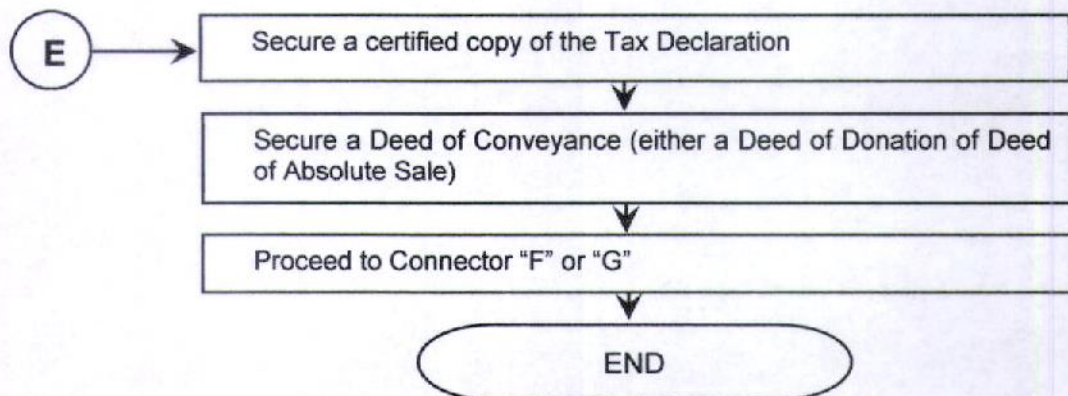 E
Secure a certified copy of the Tax Declaration
Secure a Deed of Conveyance (either a Deed of Donation of Deed
of Absolute Sale)
Proceed to Connector “F” or “G”
END